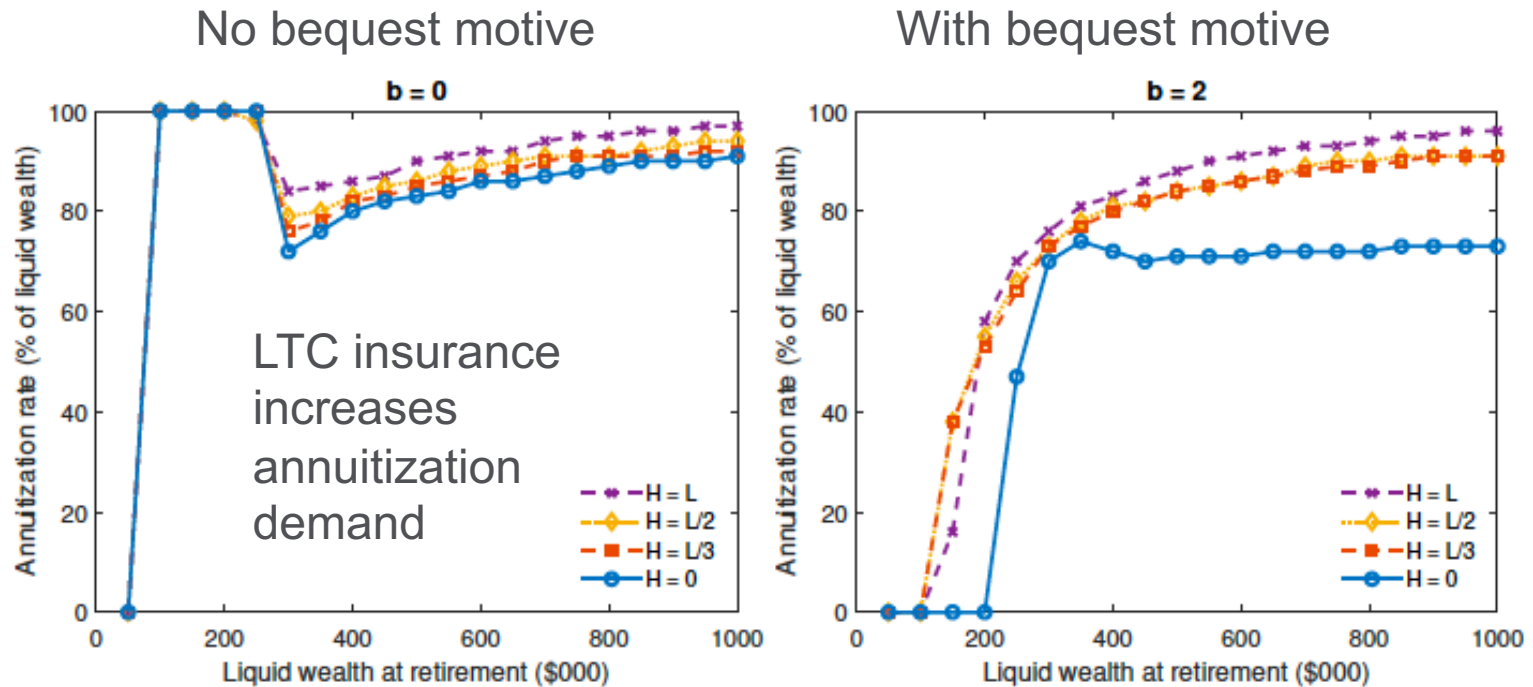 No bequest motive
With bequest motive
b = 0
100
80
60
40
20
0
Annuitization rate (% of liquid wealth)
LTC insurance
increases
annuitization
demand
H = L
H = L/2
H = L/3
H = 0
0
200
400
600
800
1000
Liquid wealth at retirement ($000)
b = 2
100
80
60
40
20
0
Annuitization rate (% of liquid wealth)
H = L
H = L/2
H = L/3
H = 0
0
200
400
600
800
1000
Liquid wealth at retirement ($000)